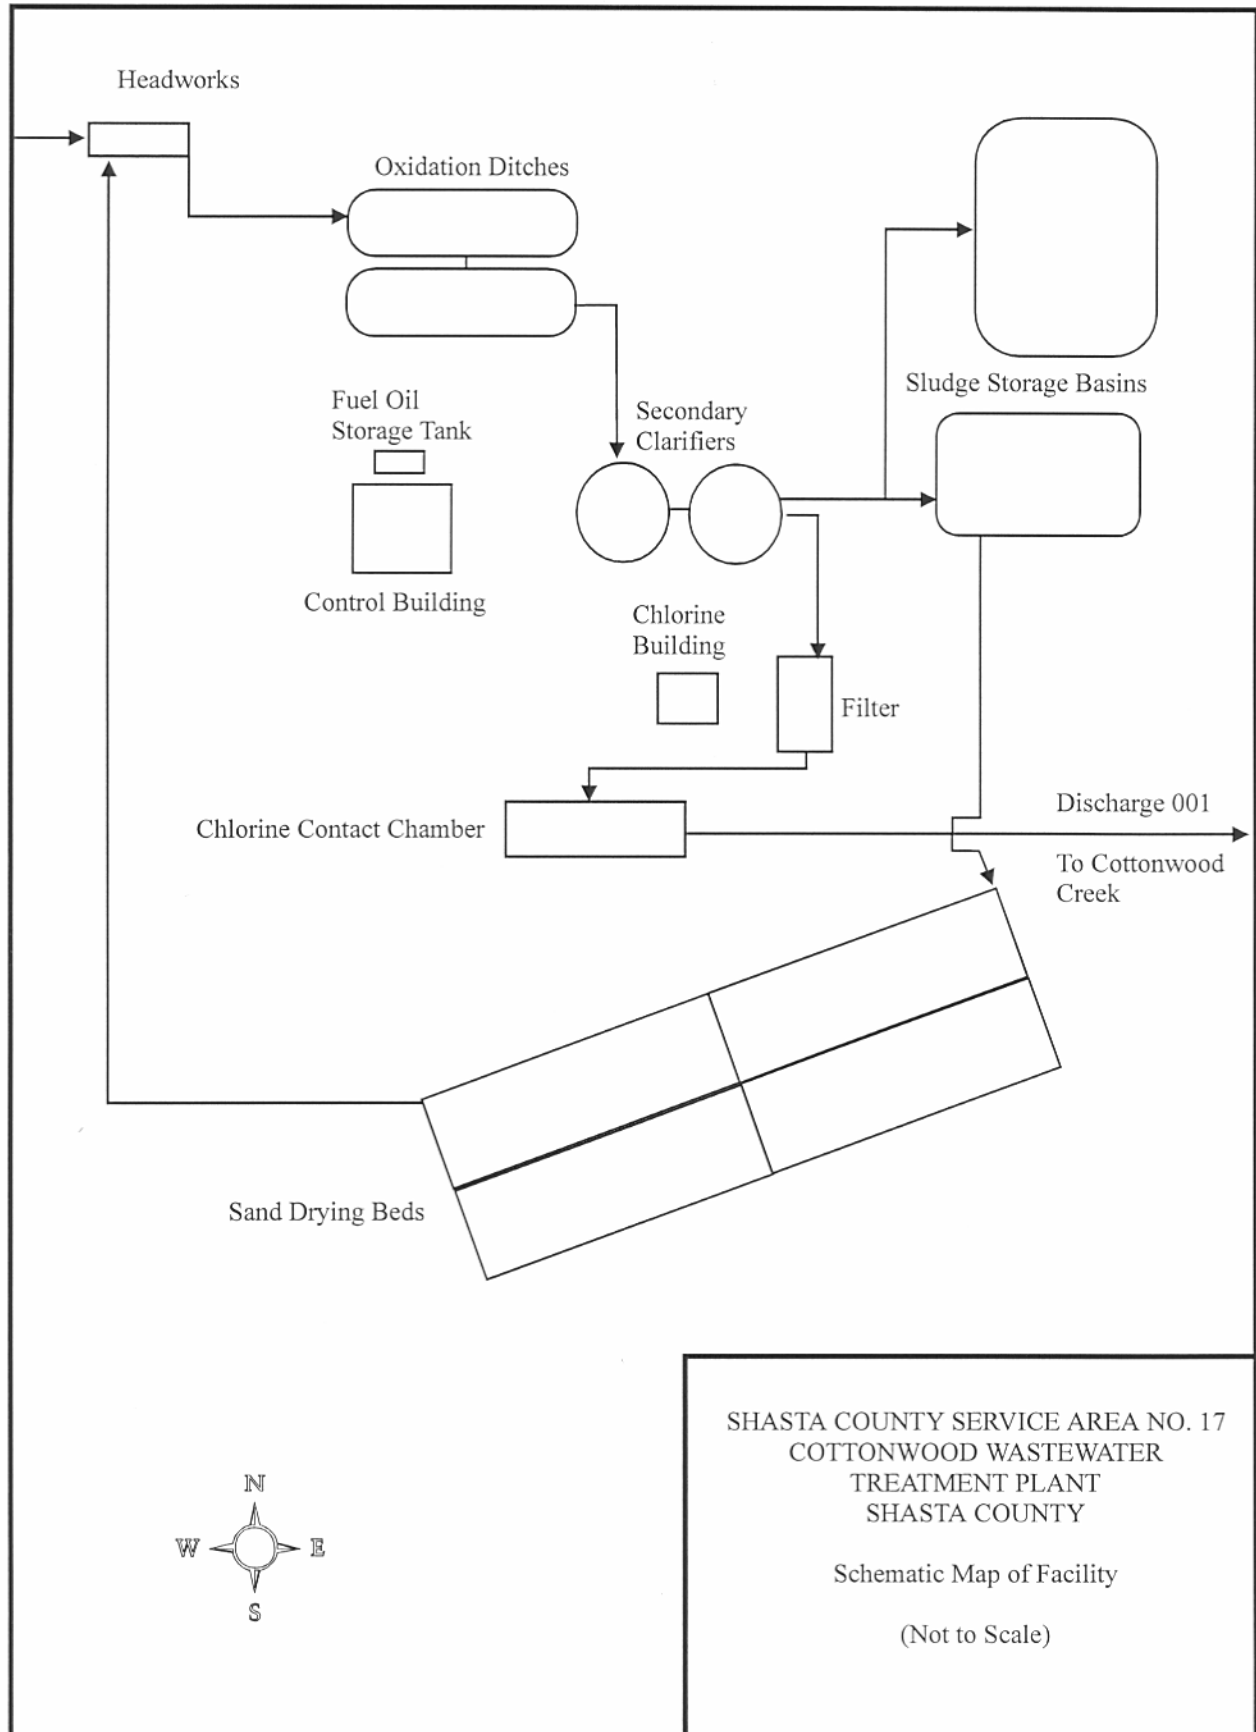 Headworks
Oxidation Ditches
Sludge Storage Basins
Fuel Oil
Storage Tank
Secondary
Clarifiers
Control Building
Chlorine
Building
Filter
Chlorine Contact Chamber
Discharge 001
To Cottonwood
Creek
Sand Drying Beds
SHASTA COUNTY SERVICE AREA NO. 17
COTTONWOOD WASTEWATER
TREATMENT PLANT
SHASTA COUNTY
Schematic Map of Facility
(Not to Scale)
N
W
E
S